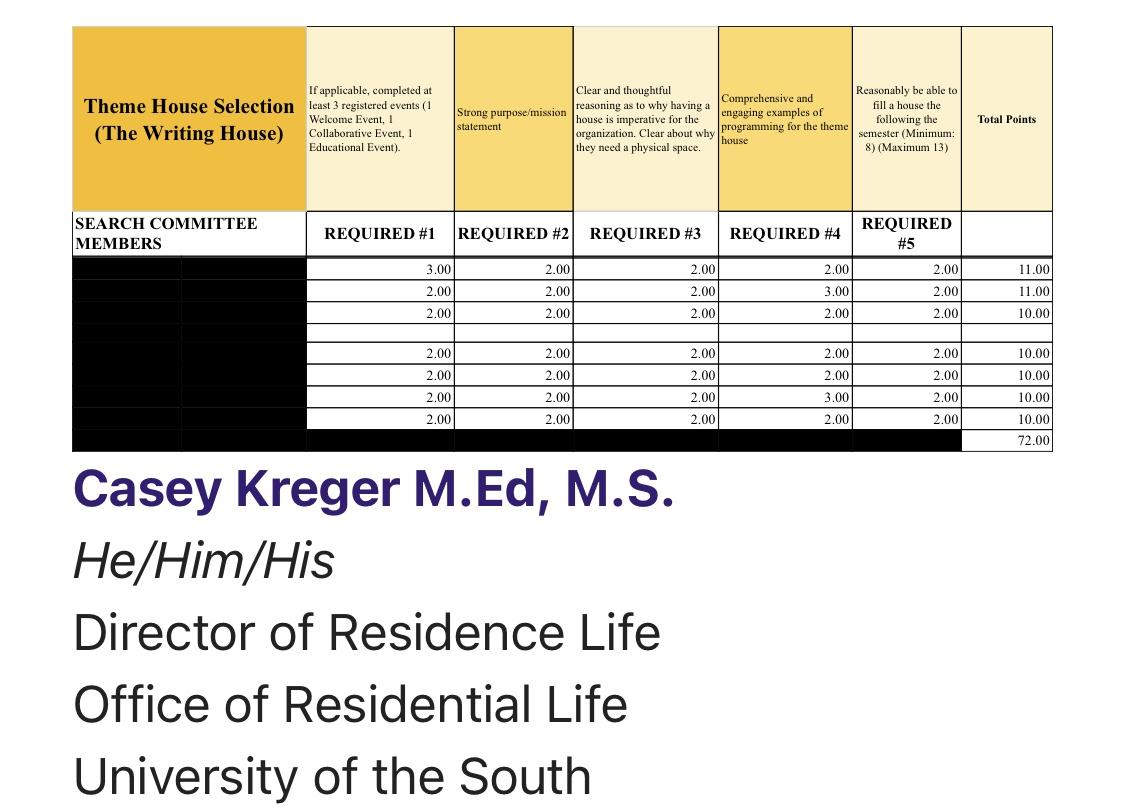 Theme House Selection
(The Writing House)
If applicable, completed at
least 3 registered events (1
Welcome Event, 1
Collaborative Event, 1
Educational Event).
Strong purpose/mission
statement
Clear and thoughtful
reasoning as to why having a
house is imperative for the
organization. Clear about why
they need a physical space.
Comprehensive and
engaging examples of
programming for the theme
house
Reasonably be able to
fill a house the
following the
semester (Minimum:
8) (Maximum 13)
Total Points
SEARCH COMMITTEE
MEMBERS
REQUIRED #1
REQUIRED #2
REQUIRED #3
REQUIRED #4
REQUIRED
#5
3.00 2.00 2.00 2.00 2.00 11.00
2.00 2.00 2.00 3.00 2.00 11.00
2.00 2.00 2.00 2.00 2.00 10.00
2.00 2.00 2.00 2.00 2.00 10.00
2.00 2.00 2.00 2.00 2.00 10.00
2.00 2.00 2.00 3.00 2.00 10.00
2.00 2.00 2.00 2.00 2.00 10.00
72.00
Casey Kreger M.Ed, M.S.
He/Him/His
Director of Residence Life
Office of Residential Life
University of the South